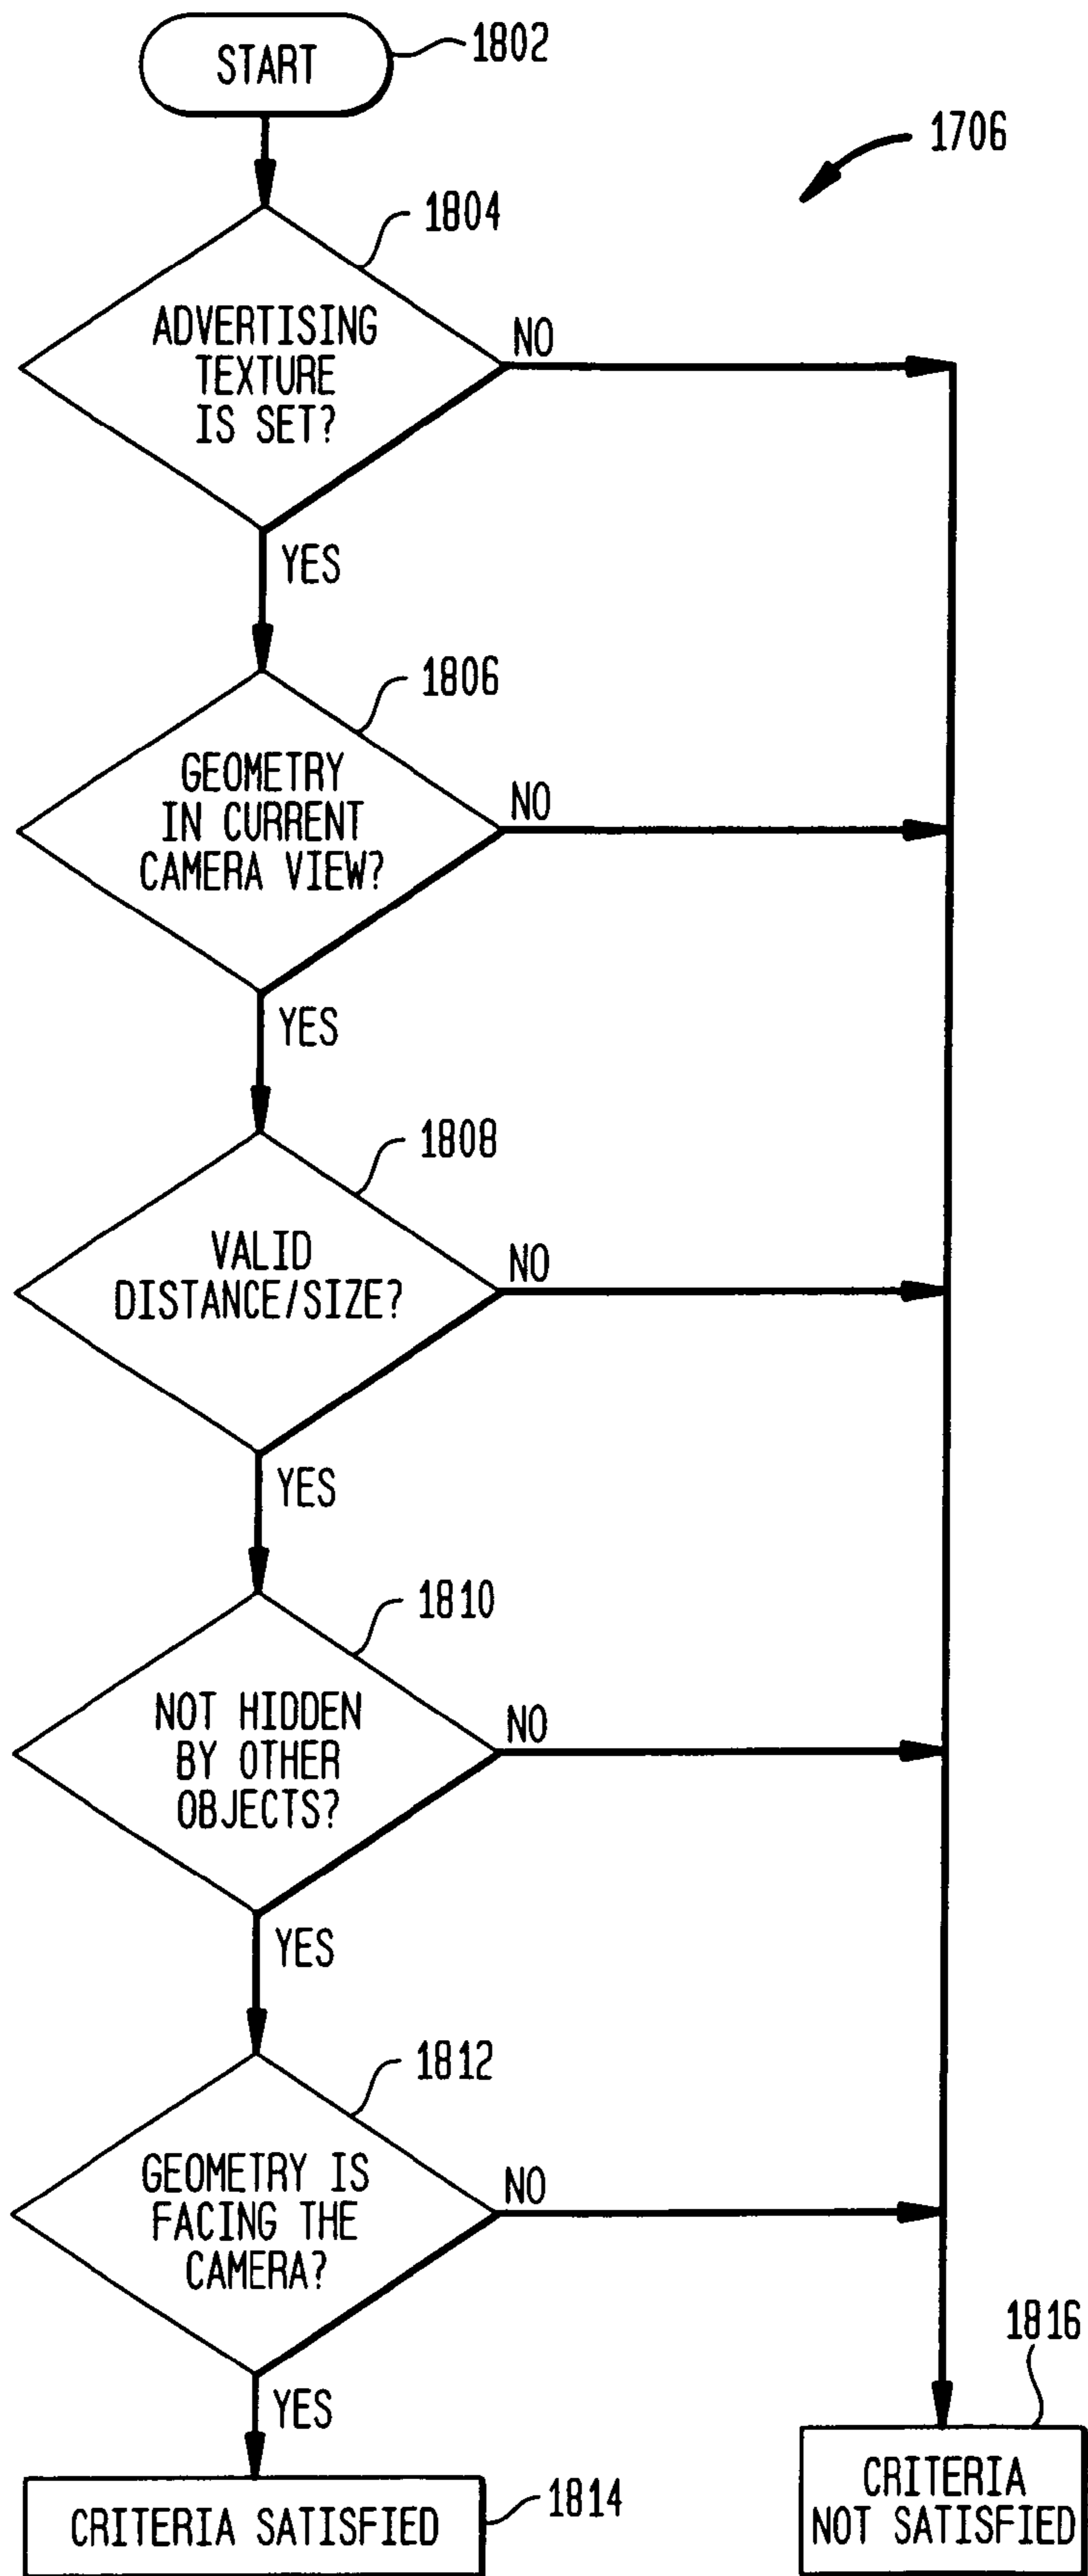 START
1802
1706
1804
ADVERTISING
TEXTURE
IS SET?
NO
YES
1806
GEOMETRY
IN CURRENT
CAMERA VIEW?
NO
YES
1808
VALID
DISTANCE/SIZE?
NO
YES
1810
NOT HIDDEN
BY OTHER
OBJECTS?
NO
YES
1812
GEOMETRY IS
FACING THE
CAMERA?
NO
YES
1816
CRITERIA SATISFIED
1814
CRITERIA
NOT SATISFIED